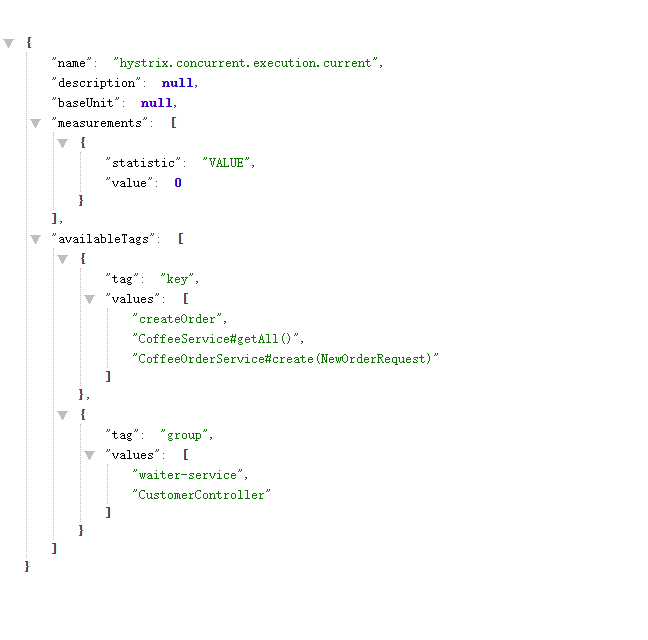 {
"name": "hystrix.concurrent.execution.current",
"description": null,
"baseUnit": null,
"measurements": [
{
"statistic": "VALUE",
"value": 0
}
],
"availableTags": [
{
"tag": "key",
"values": [
"createOrder",
"CoffeeService#getAll()",
"CoffeeOrderService#create(NewOrderRequest)"
]
},
{
"tag": "group",
"values": [
"waiter-service",
"CustomerController"
]
}
]
}